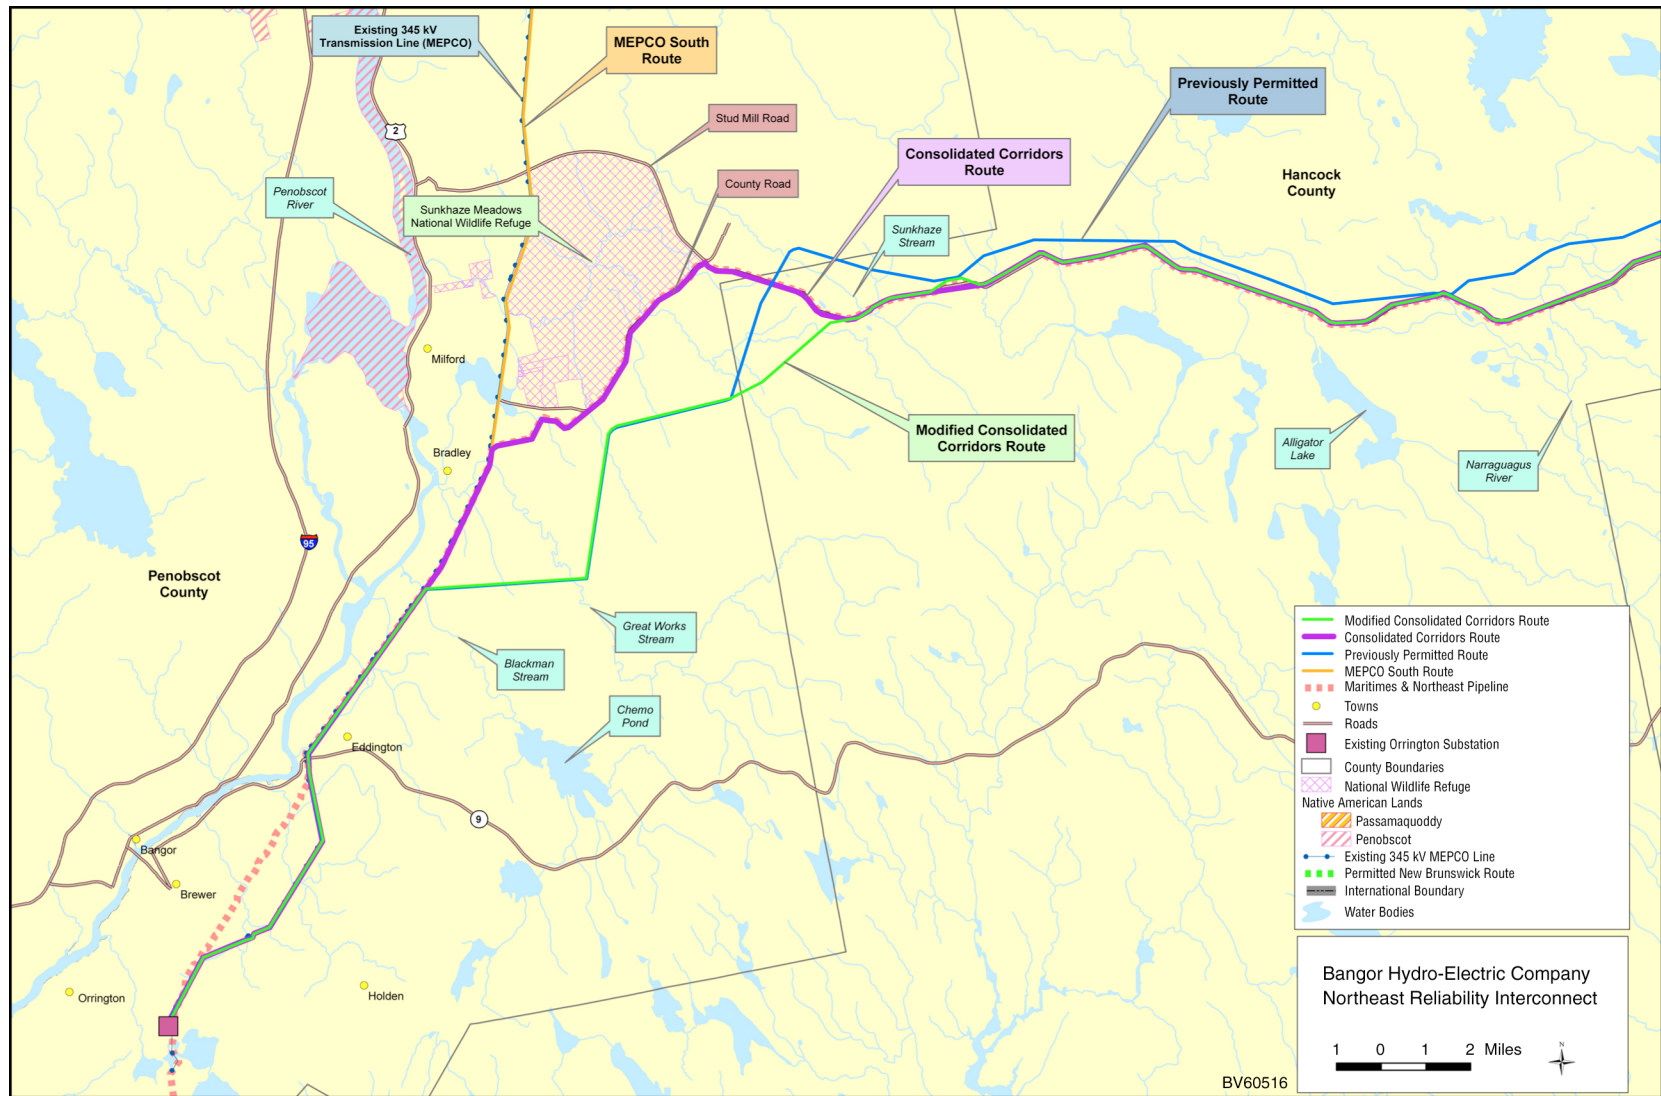 Existing 345 kV
Transmission Line (MEPCO)
MEPCO South
Route
Previously Permitted
Route
Stud Mill Road
2
Consolidated Corridors
Route
Hancock
County
Penobscot
River
County Road
Sunkhaze Meadows
National Wildlife Refuge
Sunkhaze
Stream
Milford
Modified Consolidated
Corridors Route
Alligator
Lake
Narraguagus
River
Bradley
95
Penobscot
County
Great Works
Stream
Blackman
Stream
Chemo
Pond
Eddington
9
Bangor
Brewer
Orrington
Holden
Modified Consolidated Corridors Route
Consolidated Corridors Route
Previously Permitted Route
MEPCO South Route
Maritimes & Northeast Pipeline
Towns
Roads
Existing Orrington Substation
County Boundaries
National Wildlife Refuge
Native American Lands
Passamaquoddy
Penobscot
Existing 345 kV MEPCO Line
Permitted New Brunswick Route
International Boundary
Water Bodies
Bangor Hydro-Electric Company
Northeast Reliability Interconnect
1 0 1 2 Miles
N
BV60516